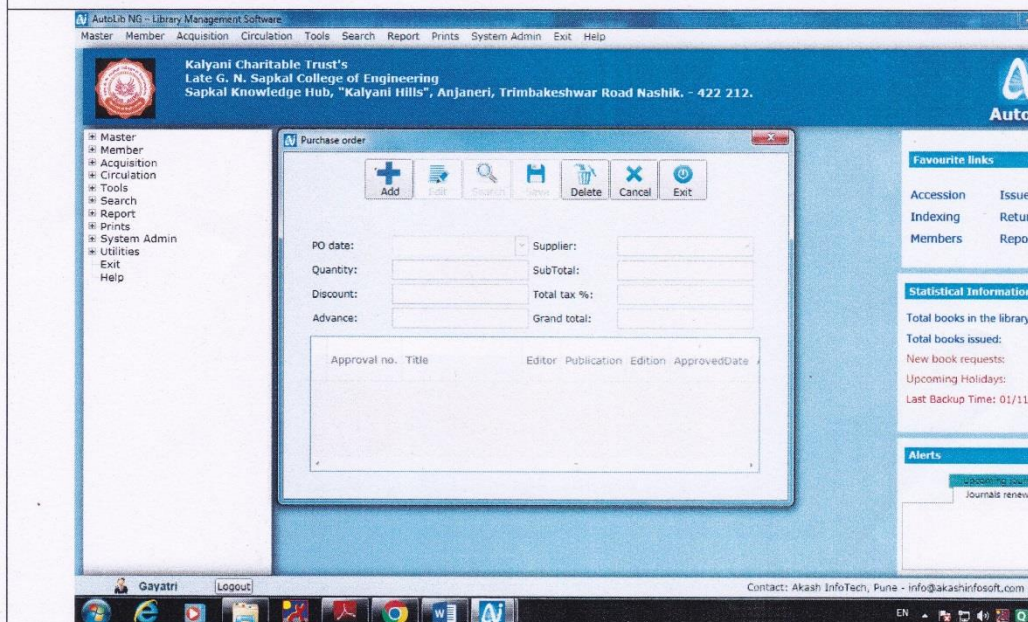 AutoLib NG - Library Management Software
Master Member Acquisition Circulation Tools Search Report Prints System Admin Exit Help
Kalyani Charitable Trust's
Late G. N. Sapkal College of Engineering
Sapkal Knowledge Hub, "Kalyani Hills", Anjaneri, Trimbakeshwar Road Nashik. - 422 212.
Auto
Master
Member
Acquisition
Circulation
Tools
Search
Report
Prints
System Admin
Utilities
Exit
Help
Purchase order
Add Edit Search Save Delete Cancel Exit
PO date: Supplier:
Quantity: SubTotal:
Discount: Total tax %:
Advance: Grand total:
Approval no. Title Editor Publication Edition ApprovedDate
Favourite links
Accession Issue
Indexing Retu
Members Repo
Statistical Information
Total books in the library
Total books issued:
New book requests:
Upcoming Holidays:
Last Backup Time: 01/11
Alerts
Upcoming jour
Journals renew
Gayatri Logout
Contact: Akash InfoTech, Pune - info@akashinfosoft.com
EN